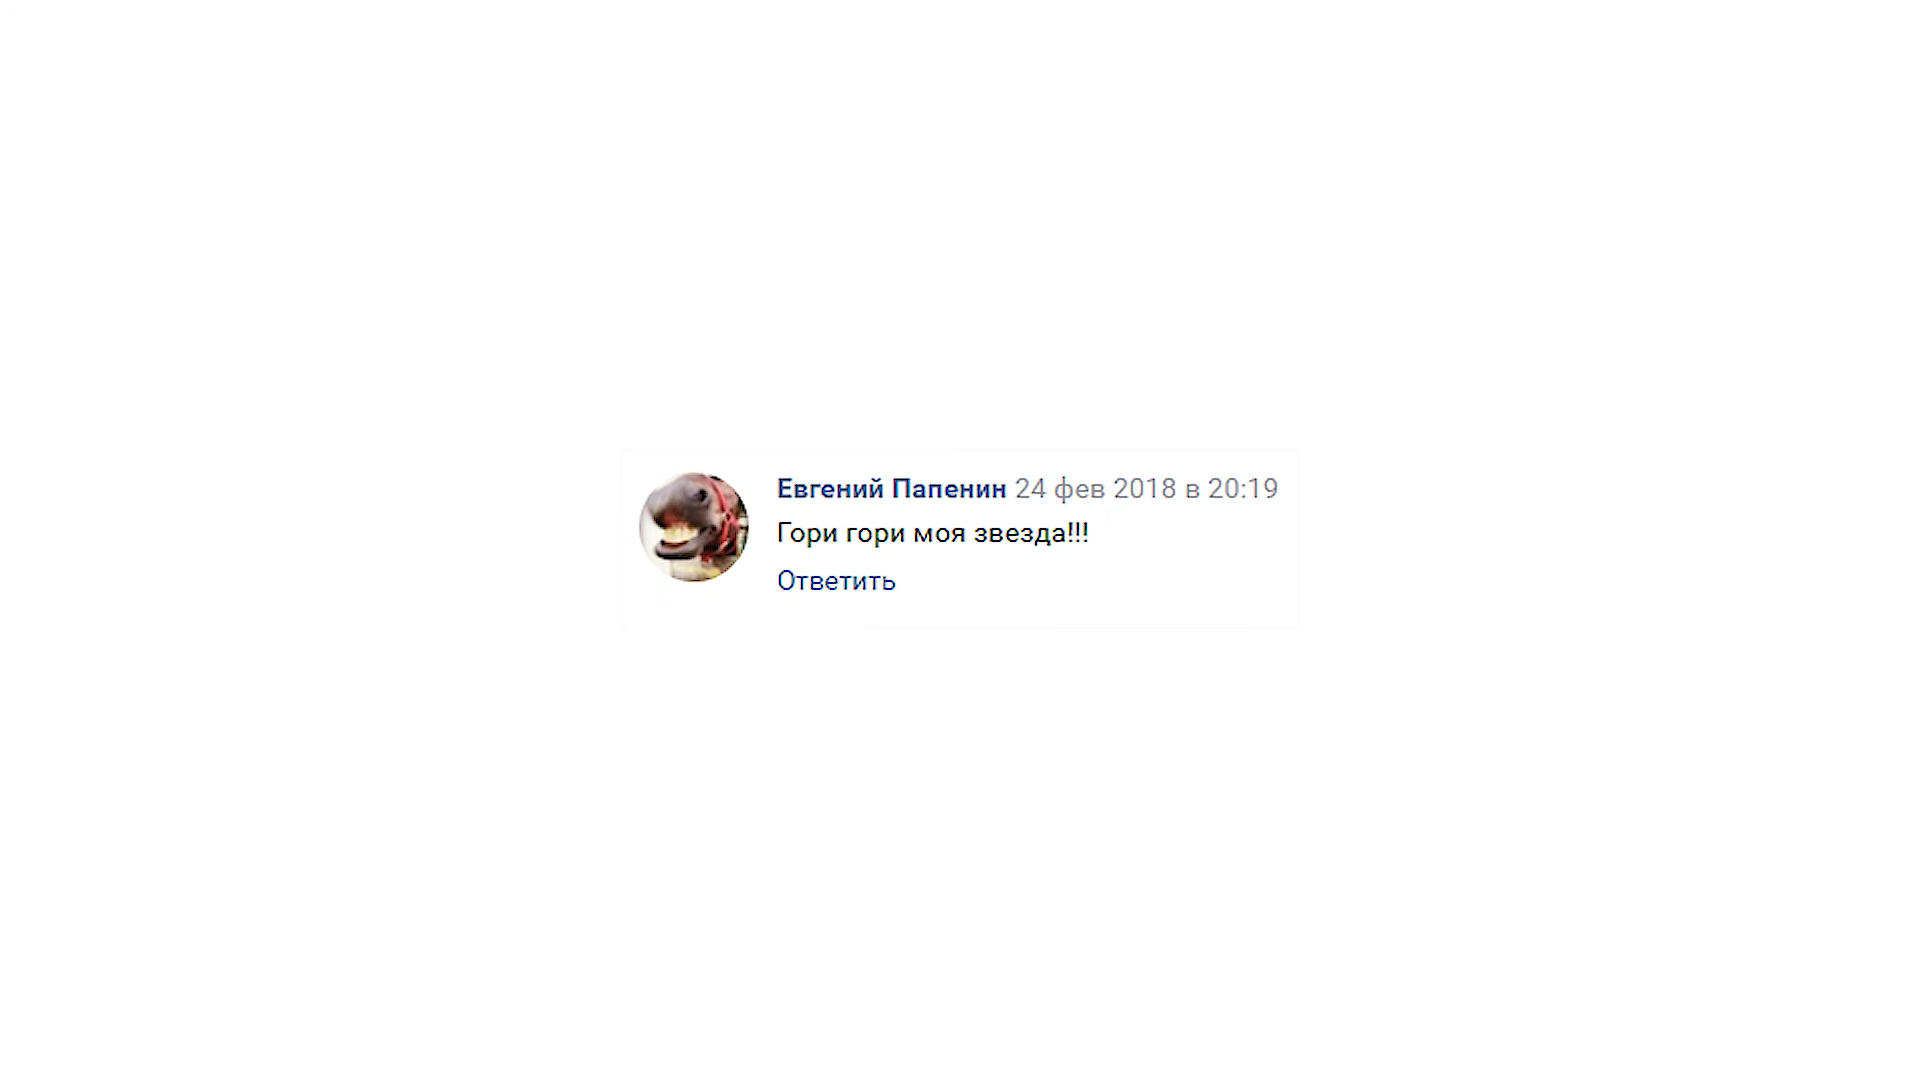 Евгений Папенин 24 фев 2018 в 20:19
Гори гори моя звезда!!!
Ответить